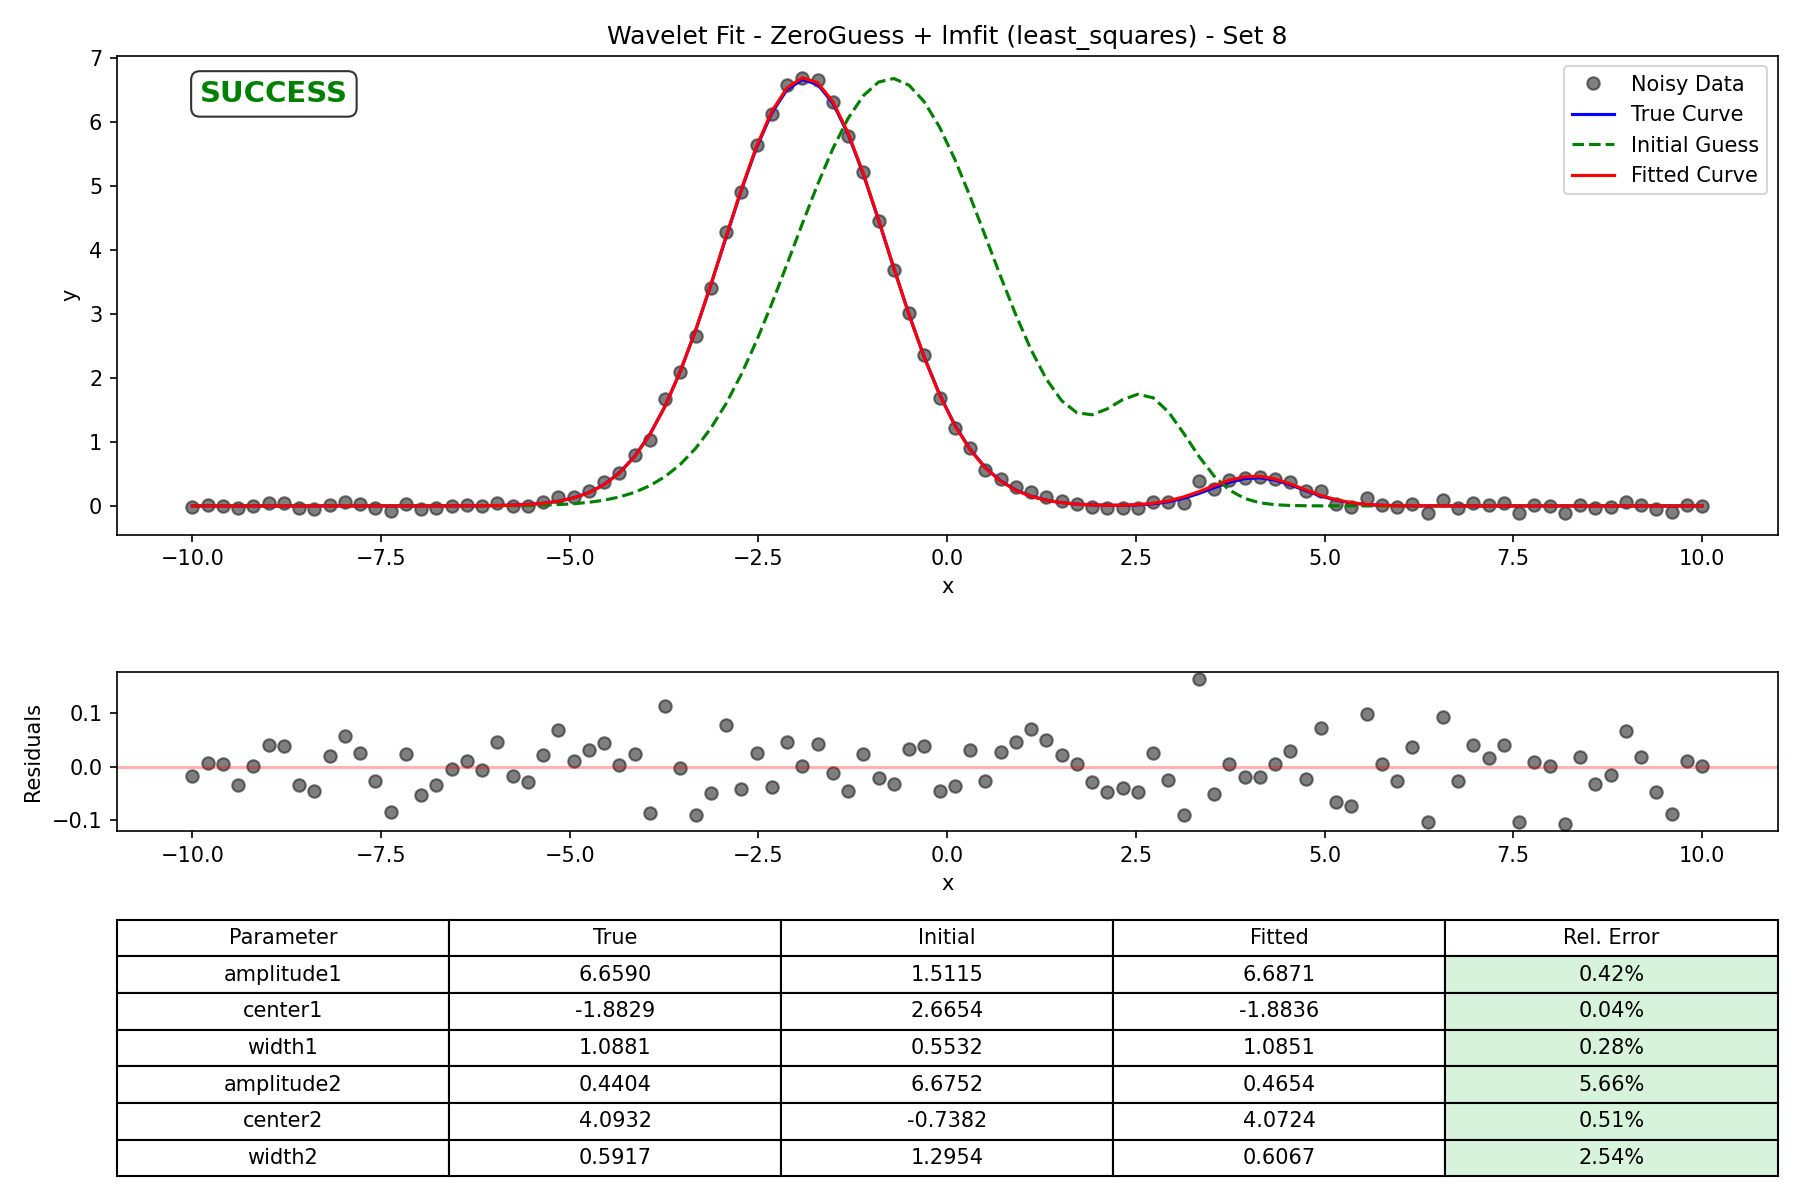 Wavelet Fit - ZeroGuess + lmfit (least_squares) - Set 8
SUCCESS
Noisy Data
True Curve
Initial Guess
Fitted Curve
7
6
5
4
3
2
1
0
y
−10.0 −7.5 −5.0 −2.5 0.0 2.5 5.0 7.5 10.0
x
0.1
0.0
−0.1
Residuals
−10.0 −7.5 −5.0 −2.5 0.0 2.5 5.0 7.5 10.0
x
Parameter True Initial Fitted Rel. Error
amplitude1 6.6590 1.5115 6.6871 0.42%
center1 -1.8829 2.6654 -1.8836 0.04%
width1 1.0881 0.5532 1.0851 0.28%
amplitude2 0.4404 6.6752 0.4654 5.66%
center2 4.0932 -0.7382 4.0724 0.51%
width2 0.5917 1.2954 0.6067 2.54%